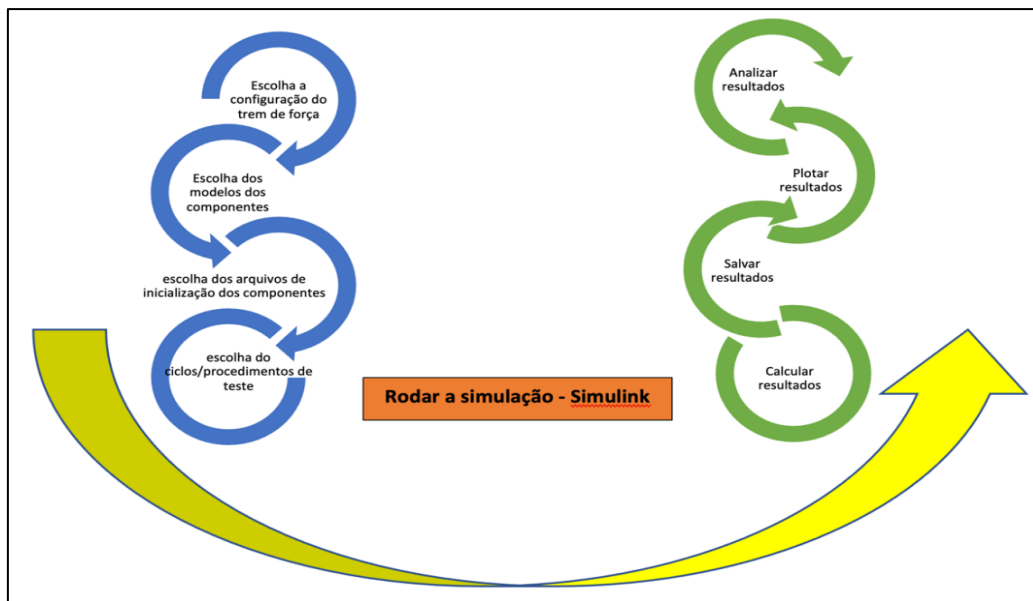 Escolha a
configuração do
trem de força
Escolha dos
modelos dos
componentes
escolha dos arquivos de
inicialização dos componentes
escolha do
ciclos/procedimentos de
teste
Rodar a simulação - Simulink
Analizar
resultados
Plotar
resultados
Salvar
resultados
Calcular
resultados